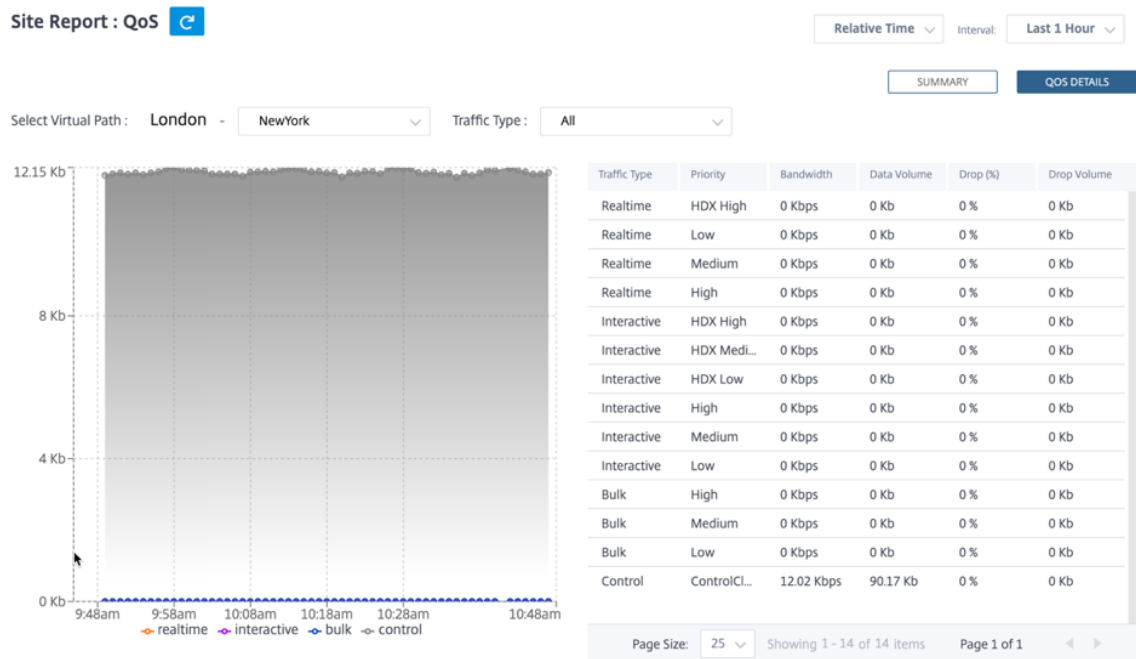 Site Report : QoS
Relative Time Interval: Last 1 Hour
SUMMARY QOS DETAILS
Select Virtual Path : London - NewYork Traffic Type : All
12.15 Kb
8 Kb
4 Kb
0 Kb
9:48am 9:58am 10:08am 10:18am 10:28am 10:48am
realtime interactive bulk control
Traffic Type Priority Bandwidth Data Volume Drop (%) Drop Volume
Realtime HDX High 0 Kbps 0 Kb 0 % 0 Kb
Realtime Low 0 Kbps 0 Kb 0 % 0 Kb
Realtime Medium 0 Kbps 0 Kb 0 % 0 Kb
Realtime High 0 Kbps 0 Kb 0 % 0 Kb
Interactive HDX High 0 Kbps 0 Kb 0 % 0 Kb
Interactive HDX Medi... 0 Kbps 0 Kb 0 % 0 Kb
Interactive HDX Low 0 Kbps 0 Kb 0 % 0 Kb
Interactive High 0 Kbps 0 Kb 0 % 0 Kb
Interactive Medium 0 Kbps 0 Kb 0 % 0 Kb
Interactive Low 0 Kbps 0 Kb 0 % 0 Kb
Bulk High 0 Kbps 0 Kb 0 % 0 Kb
Bulk Medium 0 Kbps 0 Kb 0 % 0 Kb
Bulk Low 0 Kbps 0 Kb 0 % 0 Kb
Control ControlCl... 12.02 Kbps 90.17 Kb 0 % 0 Kb
Page Size: 25 Showing 1 - 14 of 14 items Page 1 of 1